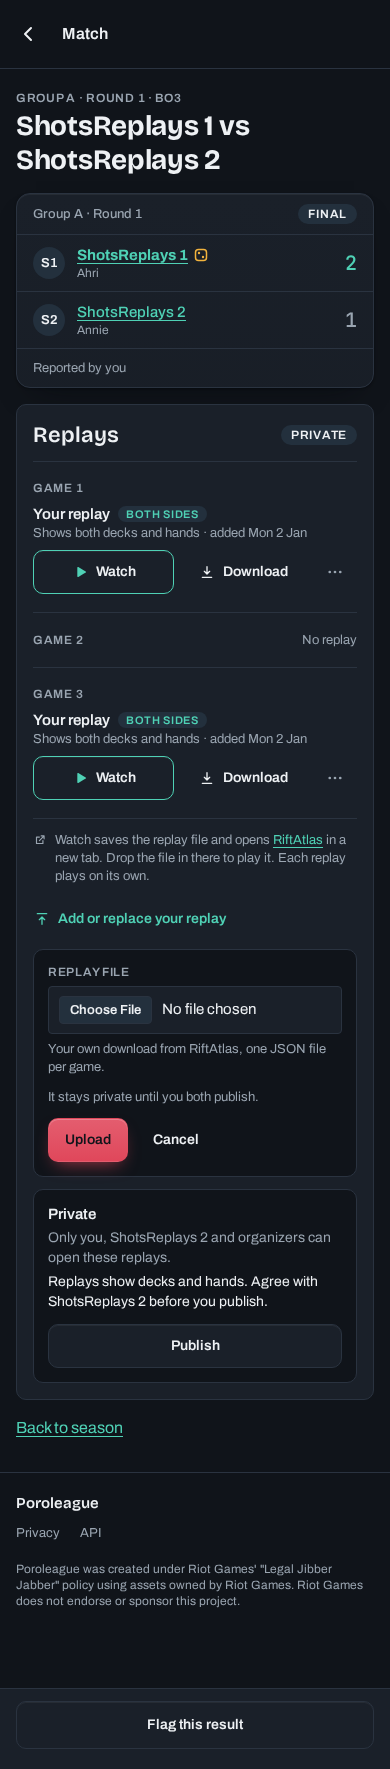 Match
GROUP A · ROUND 1 · BO3
ShotsReplays 1 vs
ShotsReplays 2
Group A · Round 1
FINAL
S1
ShotsReplays 1
Ahri
2
S2
ShotsReplays 2
Annie
1
Reported by you
Replays
PRIVATE
GAME 1
Your replay
BOTH SIDES
Shows both decks and hands · added Mon 2 Jan
Watch
Download
···
GAME 2
No replay
GAME 3
Your replay
BOTH SIDES
Shows both decks and hands · added Mon 2 Jan
Watch
Download
···
Watch saves the replay file and opens RiftAtlas in a
new tab. Drop the file in there to play it. Each replay
plays on its own.
Add or replace your replay
REPLAY FILE
Choose File
No file chosen
Your own download from RiftAtlas, one JSON file
per game.
It stays private until you both publish.
Upload
Cancel
Private
Only you, ShotsReplays 2 and organizers can
open these replays.
Replays show decks and hands. Agree with
ShotsReplays 2 before you publish.
Publish
Back to season
Poroleague
Privacy
API
Poroleague was created under Riot Games' "Legal Jibber
Jabber" policy using assets owned by Riot Games. Riot Games
does not endorse or sponsor this project.
Flag this result